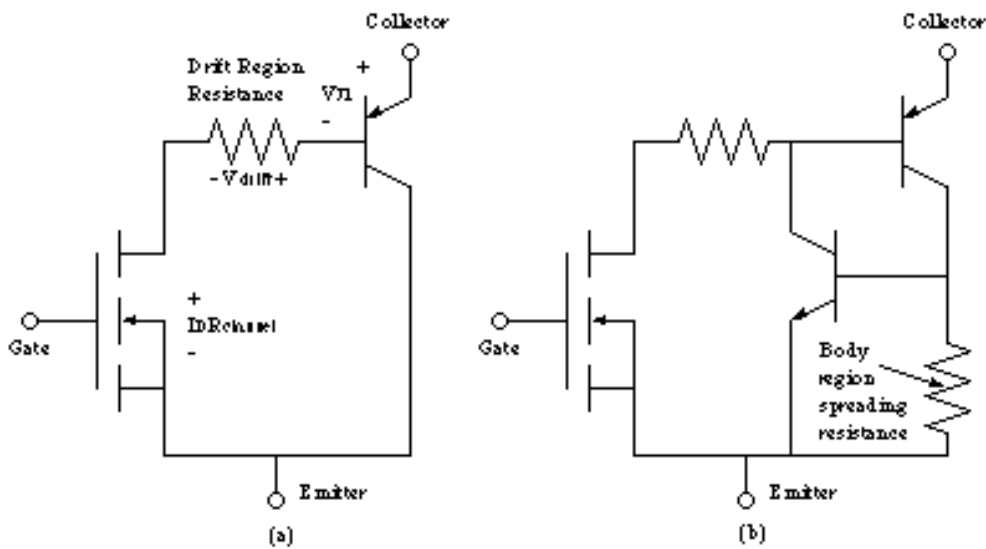 Collector
Drift Region
Resistance
+
VJ1
-
- Vdrift +
+
IDRchannel
-
Gate
Emitter
(a)
Collector
Gate
Body
region
spreading
resistance
Emitter
(b)